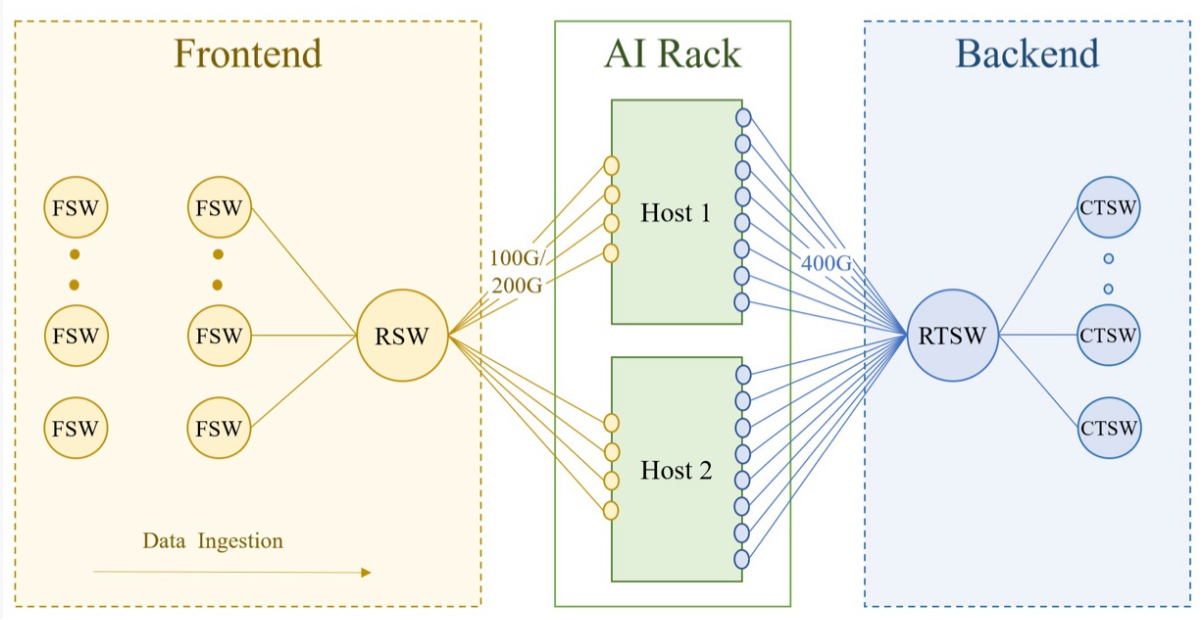 Frontend
AI Rack
Backend
FSW
FSW
Host 1
CTSW
100G/
200G
400G
FSW
FSW
RSW
RTSW
CTSW
FSW
FSW
Host 2
CTSW
Data Ingestion